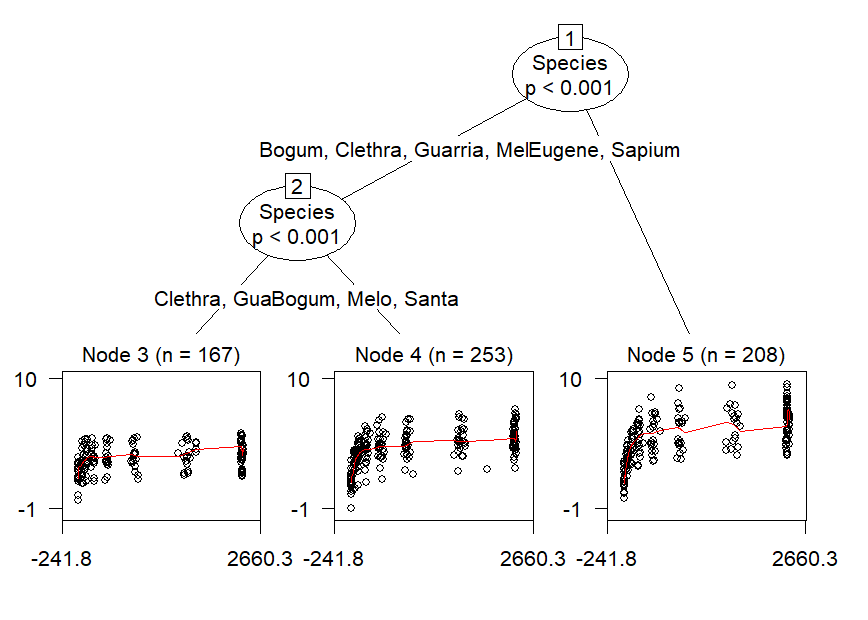 1
Species
p < 0.001
Bogum, Clethra, Guarria, MelEugene, Sapium
2
Species
p < 0.001
Clethra, GuaBogum, Melo, Santa
Node 3 (n = 167)
Node 4 (n = 253)
Node 5 (n = 208)
10
10
10
-1
-1
-1
-241.8
2660.3
-241.8
2660.3
-241.8
2660.3